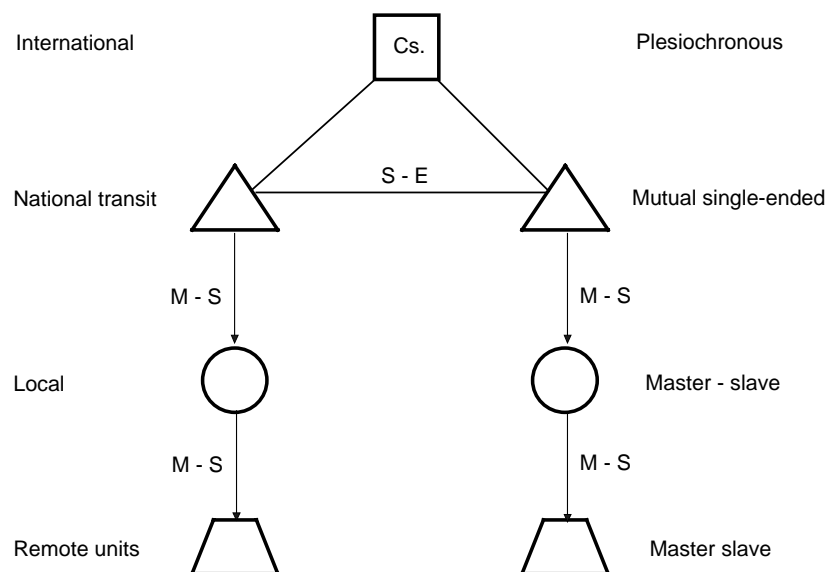 International
Cs.
Plesiochronous
S - E
National transit
Mutual single-ended
M - S
M - S
Local
Master - slave
M - S
M - S
Remote units
Master slave